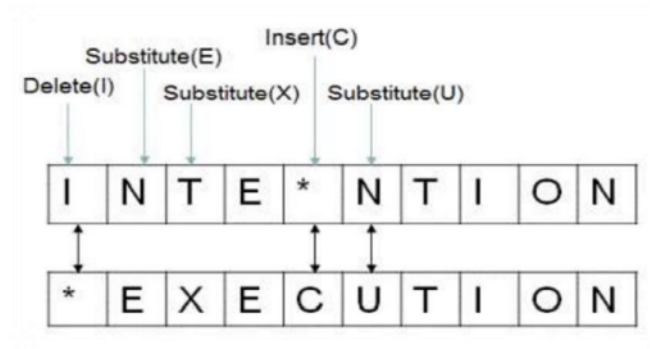 Insert(C)
Substitute(E)
Delete(I)
Substitute(X) Substitute(U)
I N T E * N T I O N
* E X E C U T I O N